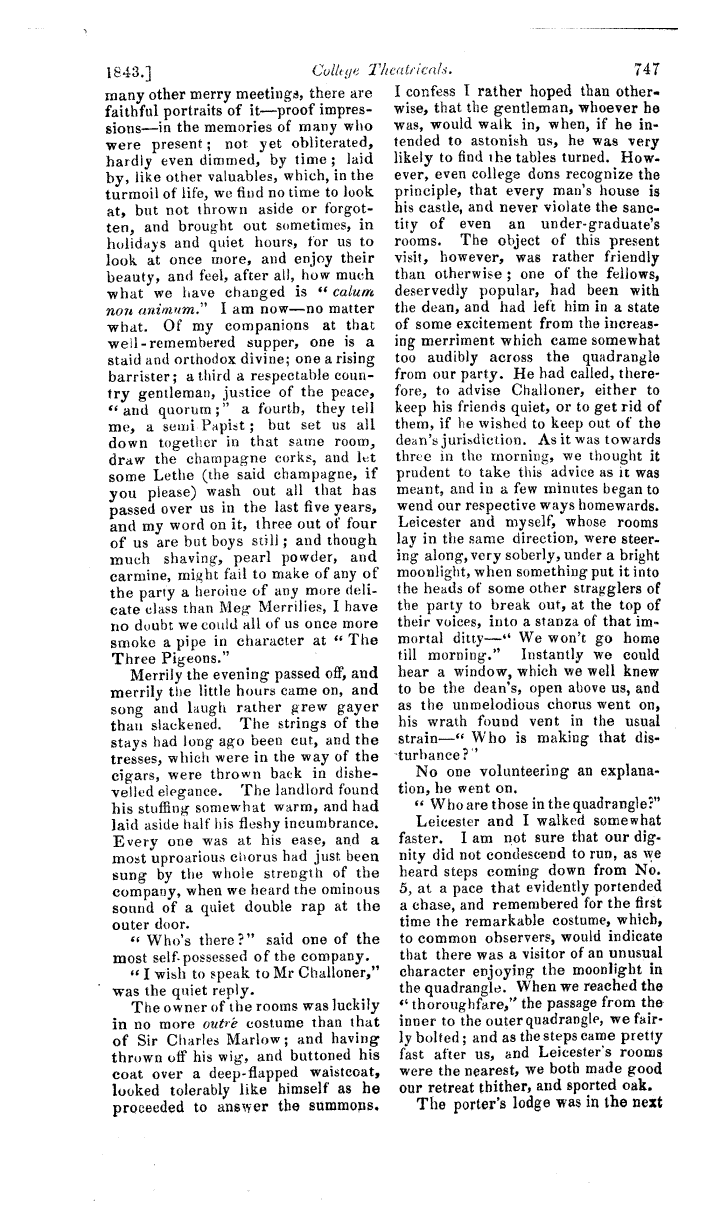 1843.] College Theatricals. 747
many other merry meetings, there are
faithful portraits of it—proof impres-
sions—in the memories of many who
were present; not yet obliterated,
hardly even dimmed, by time; laid
by, like other valuables, which, in the
turmoil of life, we find no time to look
at, but not thrown aside or forgot-
ten, and brought out sometimes, in
holidays and quiet hours, for us to
look at once more, and enjoy their
beauty, and feel, after all, how much
what we have changed is "calum
non animum." I am now—no matter
what. Of my companions at that
well-remembered supper, one is a
staid and orthodox divine; one a rising
barrister; a third a respectable coun-
try gentleman, justice of the peace,
"and quorum;" a fourth, they tell
me, a semi Papist; but set us all
down together in that same room,
draw the champagne corks, and let
some Lethe (the said champagne, if
you please) wash out all that has
passed over us in the last five years,
and my word on it, three out of four
of us are but boys still; and though
much shaving, pearl powder, and
carmine, might fail to make of any of
the party a heroine of any more deli-
cate class than Meg Merrilies, I have
no doubt we could all of us once more
smoke a pipe in character at "The
Three Pigeons."
Merrily the evening passed off, and
merrily the little hours came on, and
song and laugh rather grew gayer
than slackened. The strings of the
stays had long ago been cut, and the
tresses, which were in the way of the
cigars, were thrown back in dishe-
velled elegance. The landlord found
his stuffing somewhat warm, and had
laid aside half his fleshy incumbrance.
Every one was at his ease, and a
most uproarious chorus had just been
sung by the whole strength of the
company, when we heard the ominous
sound of a quiet double rap at the
outer door.
"Who's there?" said one of the
most self-possessed of the company.
"I wish to speak to Mr Challoner,"
was the quiet reply.
The owner of the rooms was luckily
in no more outré costume than that
of Sir Charles Marlow; and having
thrown off his wig, and buttoned his
coat over a deep-flapped waistcoat,
looked tolerably like himself as he
proceeded to answer the summons.
I confess I rather hoped than other-
wise, that the gentleman, whoever he
was, would walk in, when, if he in-
tended to astonish us, he was very
likely to find the tables turned. How-
ever, even college dons recognize the
principle, that every man's house is
his castle, and never violate the sanc-
tity of even an under-graduate's
rooms. The object of this present
visit, however, was rather friendly
than otherwise; one of the fellows,
deservedly popular, had been with
the dean, and had left him in a state
of some excitement from the increas-
ing merriment which came somewhat
too audibly across the quadrangle
from our party. He had called, there-
fore, to advise Challoner, either to
keep his friends quiet, or to get rid of
them, if he wished to keep out of the
dean's jurisdiction. As it was towards
three in the morning, we thought it
prudent to take this advice as it was
meant, and in a few minutes began to
wend our respective ways homewards.
Leicester and myself, whose rooms
lay in the same direction, were steer-
ing along, very soberly, under a bright
moonlight, when something put it into
the heads of some other stragglers of
the party to break out, at the top of
their voices, into a stanza of that im-
mortal ditty—"We won't go home
till morning." Instantly we could
hear a window, which we well knew
to be the dean's, open above us, and
as the unmelodious chorus went on,
his wrath found vent in the usual
strain—"Who is making that dis-
turbance?"
No one volunteering an explana-
tion, he went on.
"Who are those in the quadrangle?"
Leicester and I walked somewhat
faster. I am not sure that our dig-
nity did not condescend to run, as we
heard steps coming down from No.
5, at a pace that evidently portended
a chase, and remembered for the first
time the remarkable costume, which,
to common observers, would indicate
that there was a visitor of an unusual
character enjoying the moonlight in
the quadrangle. When we reached the
"thoroughfare," the passage from the
inner to the outer quadrangle, we fair-
ly bolted; and as the steps came pretty
fast after us, and Leicester's rooms
were the nearest, we both made good
our retreat thither, and sported oak.
The porter's lodge was in the next